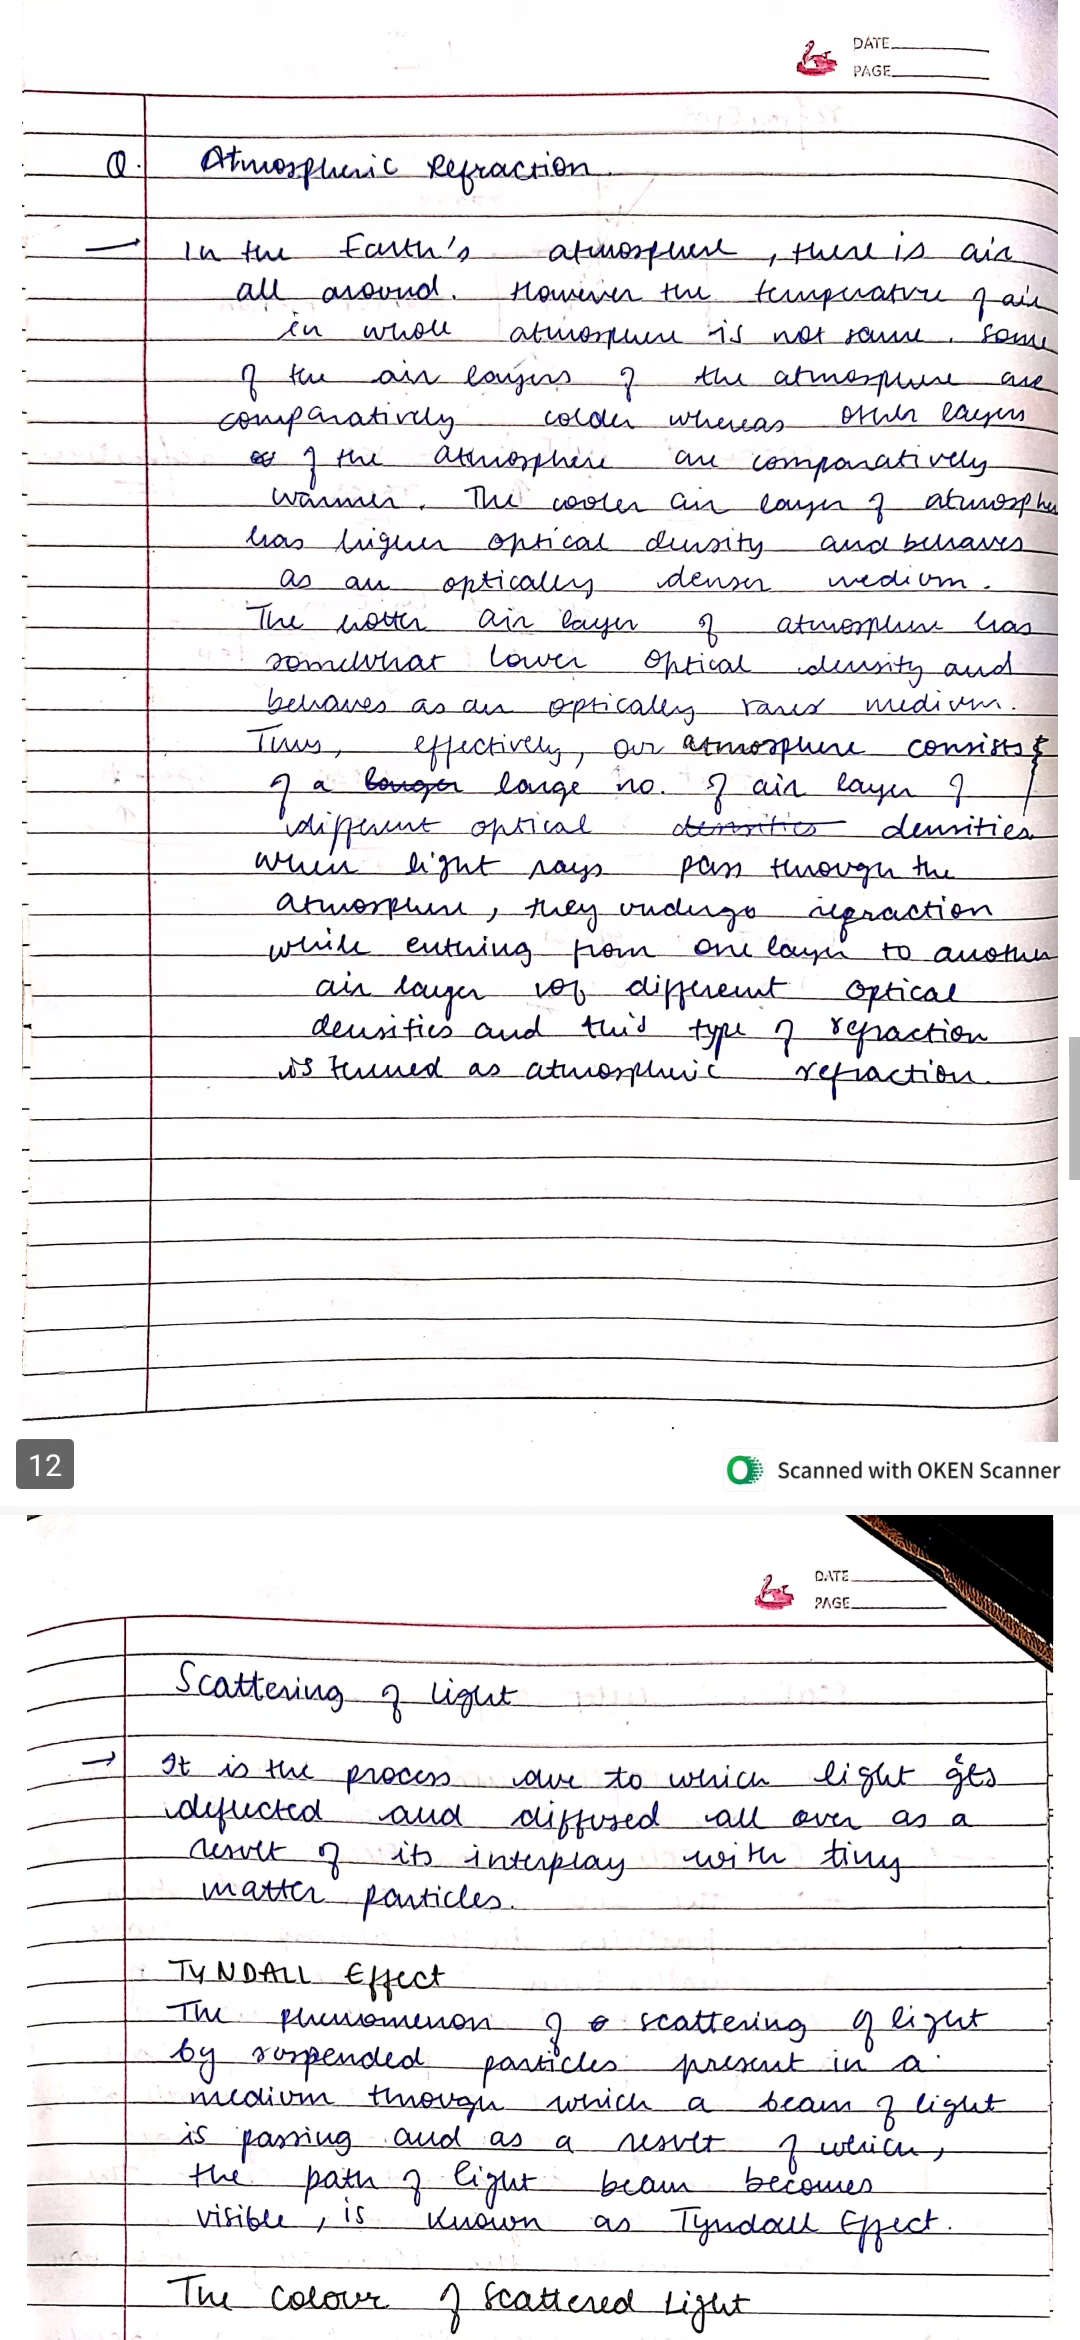 DATE
PAGE
Q. Atmospheric Refraction
→ In the Earth's atmosphere, there is air
all around. However the temperature of air
in whole atmosphere is not same. Some
of the air layers of the atmosphere are
comparatively colder whereas other layers
of the atmosphere are comparatively
warmer. The cooler air layer of atmosphe
has higher optical density and behaves
as an optically denser medium.
The hotter air layer of atmosphere has
somewhat lower optical density and
behaves as an optically rarer medium.
Thus, effectively, our atmosphere consists
of a longer large no. of air layer of
different optical densities densities
when light rays pass through the
atmosphere, they undergo refraction
while entering from one layer to another
air layer of different optical
densities and this type of refraction
is termed as atmospheric refraction.
12
Scanned with OKEN Scanner
DATE
PAGE
Scattering of light
→ It is the process due to which light gets
deflected and diffused all over as a
result of its interplay with tiny
matter particles.
TYNDALL Effect
The phenomenon of scattering of light
by suspended particles present in a
medium through which a beam of light
is passing and as a result of which,
the path of light beam becomes
visible, is known as Tyndall Effect.
The Colour of Scattered Light